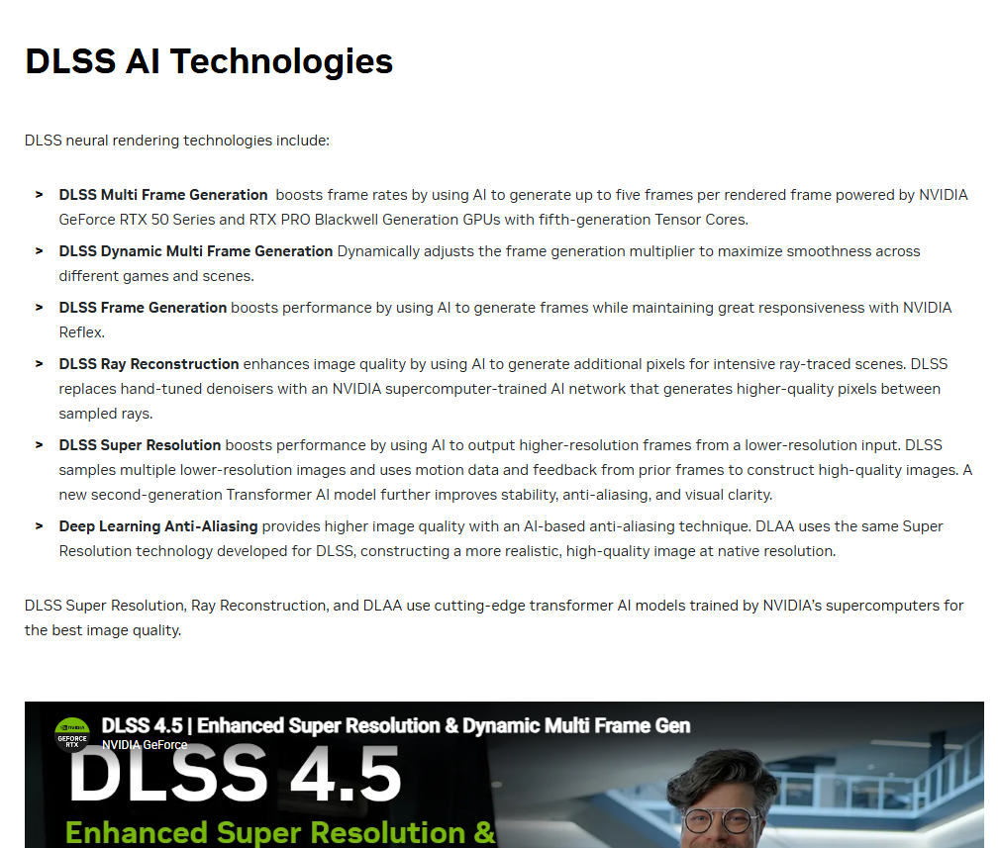 DLSS AI Technologies
DLSS neural rendering technologies include:
> DLSS Multi Frame Generation boosts frame rates by using AI to generate up to five frames per rendered frame powered by NVIDIA
GeForce RTX 50 Series and RTX PRO Blackwell Generation GPUs with fifth-generation Tensor Cores.
> DLSS Dynamic Multi Frame Generation Dynamically adjusts the frame generation multiplier to maximize smoothness across
different games and scenes.
> DLSS Frame Generation boosts performance by using AI to generate frames while maintaining great responsiveness with NVIDIA
Reflex.
> DLSS Ray Reconstruction enhances image quality by using AI to generate additional pixels for intensive ray-traced scenes. DLSS
replaces hand-tuned denoisers with an NVIDIA supercomputer-trained AI network that generates higher-quality pixels between
sampled rays.
> DLSS Super Resolution boosts performance by using AI to output higher-resolution frames from a lower-resolution input. DLSS
samples multiple lower-resolution images and uses motion data and feedback from prior frames to construct high-quality images. A
new second-generation Transformer AI model further improves stability, anti-aliasing, and visual clarity.
> Deep Learning Anti-Aliasing provides higher image quality with an AI-based anti-aliasing technique. DLAA uses the same Super
Resolution technology developed for DLSS, constructing a more realistic, high-quality image at native resolution.
DLSS Super Resolution, Ray Reconstruction, and DLAA use cutting-edge transformer AI models trained by NVIDIA's supercomputers for
the best image quality.
NVIDIA
GEFORCE
RTX
DLSS 4.5 | Enhanced Super Resolution & Dynamic Multi Frame Gen
NVIDIA GeForce
DLSS 4.5
Enhanced Super Resolution &